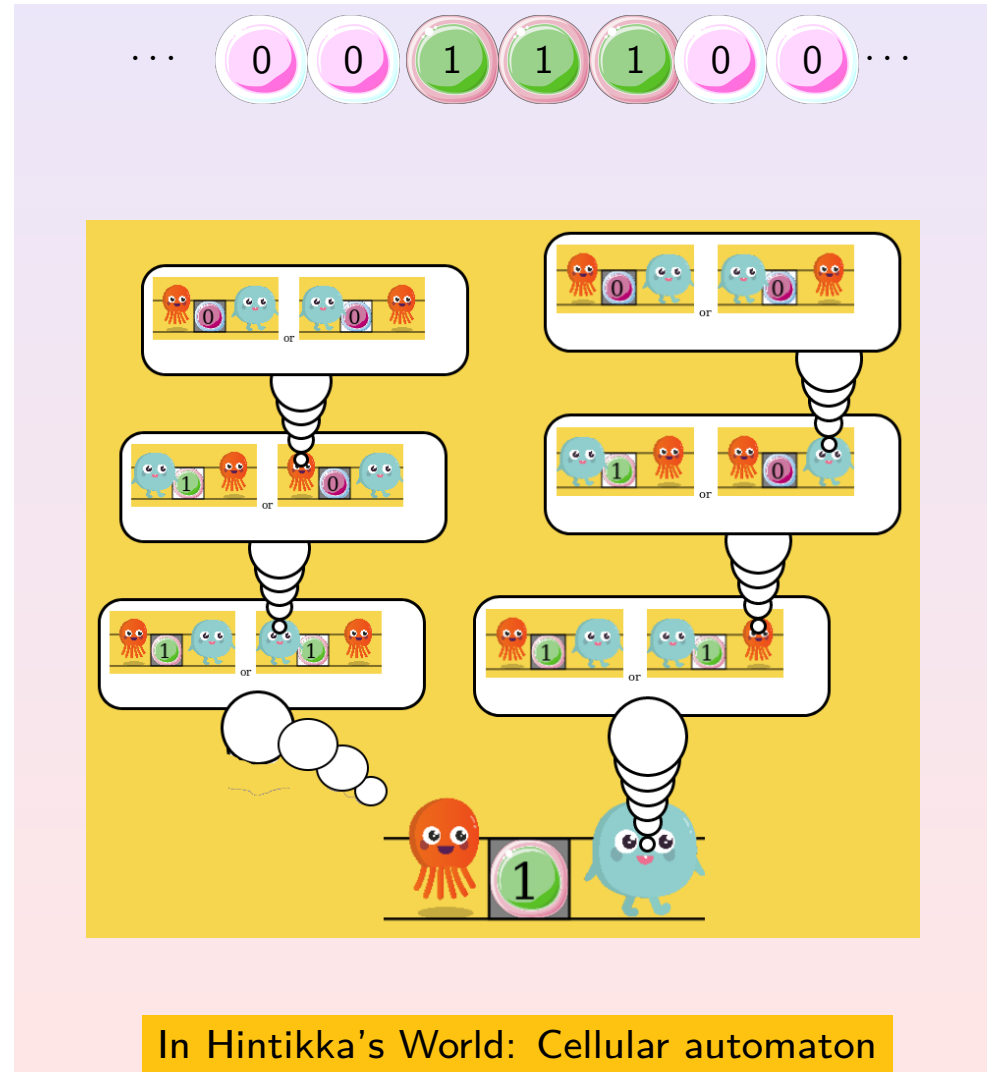 ... 0 0 1 1 1 0 0 ...
0 or 0
0 or 0
1 or 0
1 or 0
1 or 1
1 or 1
1
In Hintikka's World: Cellular automaton